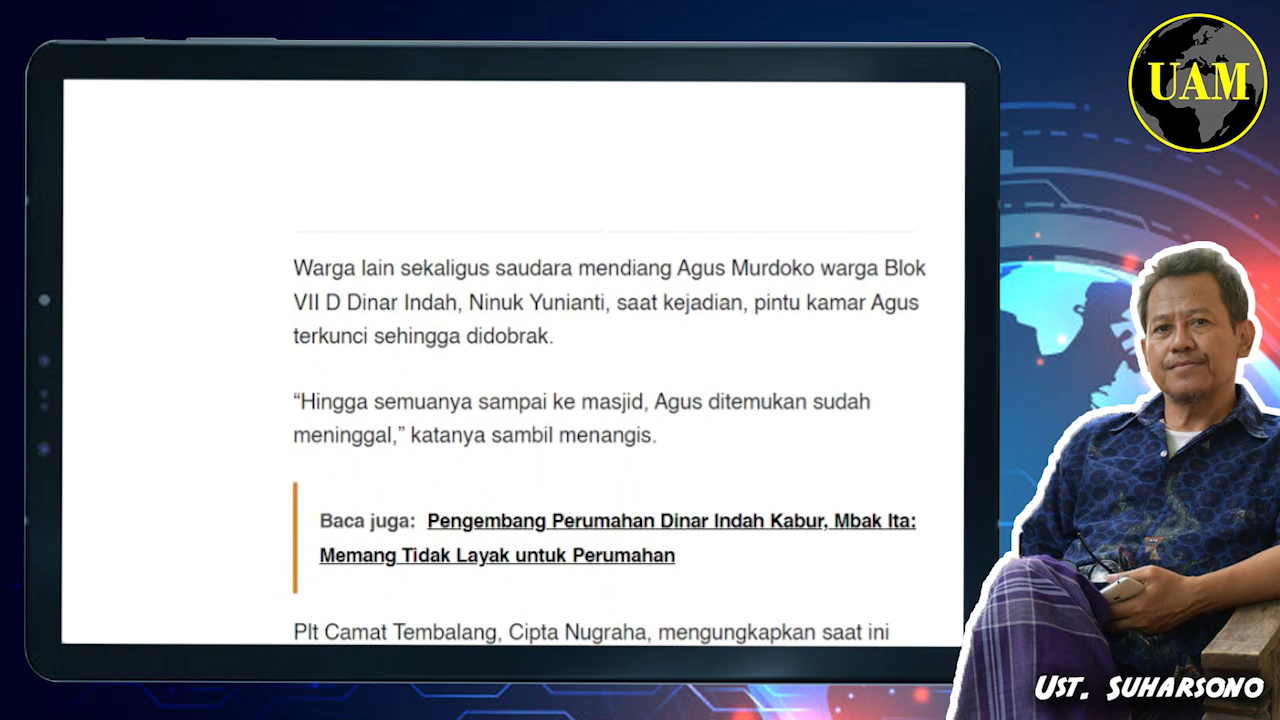 UAM
Warga lain sekaligus saudara mendiang Agus Murdoko warga Blok
VII D Dinar Indah, Ninuk Yunianti, saat kejadian, pintu kamar Agus
terkunci sehingga didobrak.
“Hingga semuanya sampai ke masjid, Agus ditemukan sudah
meninggal,” katanya sambil menangis.
Baca juga: Pengembang Perumahan Dinar Indah Kabur, Mbak Ita:
Memang Tidak Layak untuk Perumahan
Plt Camat Tembalang, Cipta Nugraha, mengungkapkan saat ini
UST. SUHARSONO